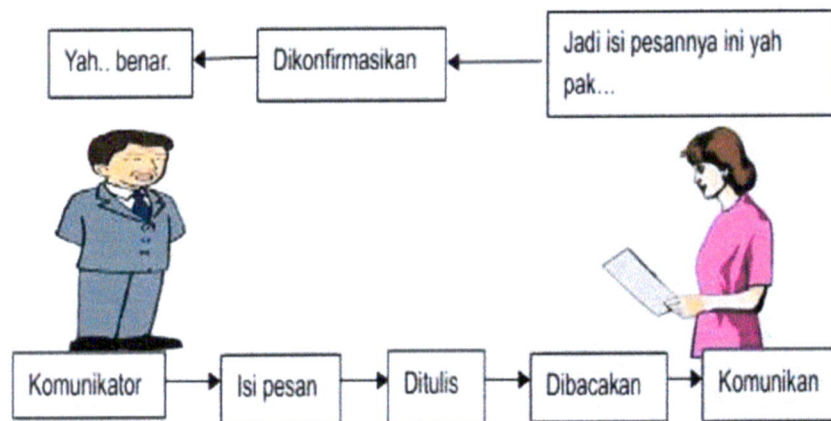 Yah.. benar.
Dikonfirmasikan
Jadi isi pesannya ini yah
pak...
Komunikator
Isi pesan
Ditulis
Dibacakan
Komunikan